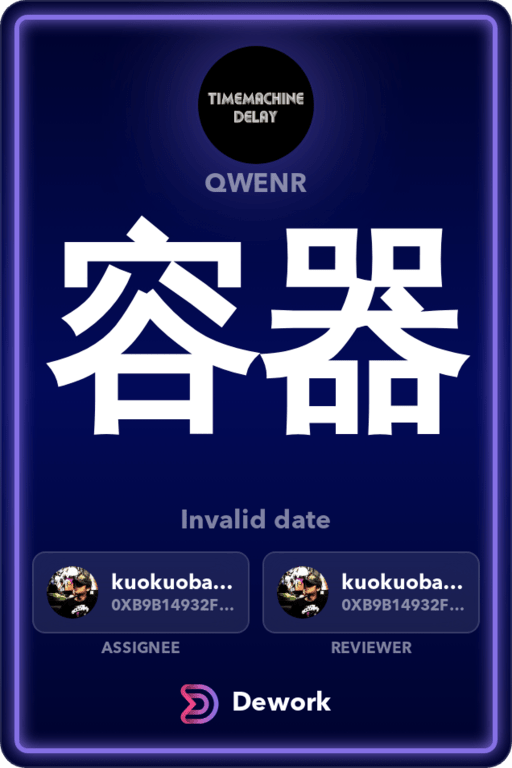 TIMEMACHINE
DELAY
QWENR
容器
Invalid date
kuokuoba...
0XB9B14932F...
ASSIGNEE
kuokuoba...
0XB9B14932F...
REVIEWER
Dework